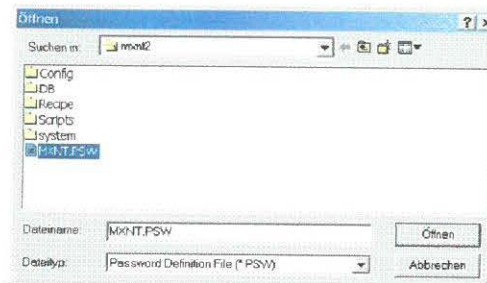 Öffnen
Suchen in:
Config
DB
Recipe
Scripts
system
MXNT.PSW
Dateiname: MXNT.PSW Öffnen
Dateityp: Password Definition File (*.PSW) Abbrechen